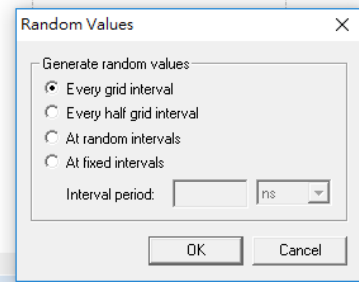 Random Values
Generate random values
Every grid interval
Every half grid interval
At random intervals
At fixed intervals
Interval period: ns
OK Cancel